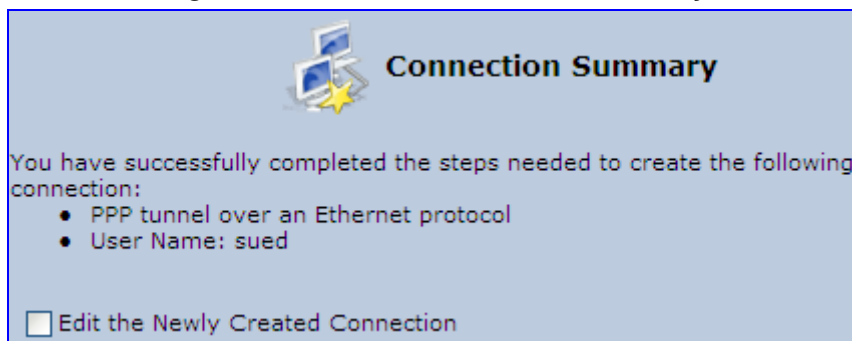 Connection Summary
You have successfully completed the steps needed to create the following
connection:
• PPP tunnel over an Ethernet protocol
• User Name: sued
Edit the Newly Created Connection